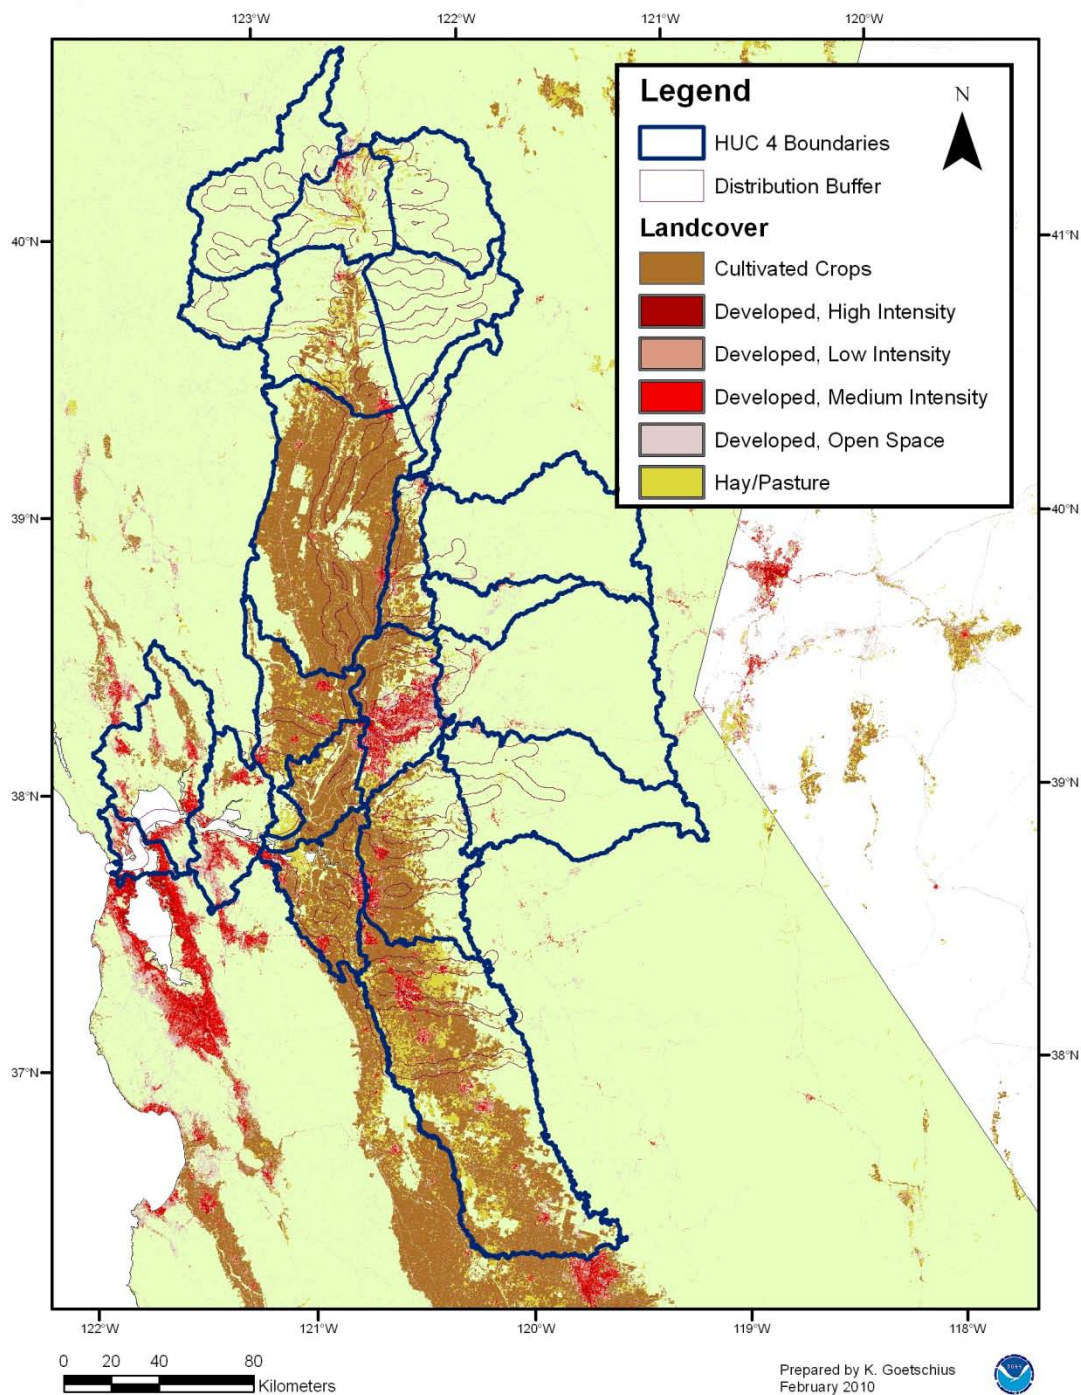 123°W 122°W 121°W 120°W
Legend
N
HUC 4 Boundaries
Distribution Buffer
Landcover
Cultivated Crops
Developed, High Intensity
Developed, Low Intensity
Developed, Medium Intensity
Developed, Open Space
Hay/Pasture
40°N 41°N
39°N 40°N
38°N 39°N
37°N 38°N
122°W 121°W 120°W 119°W 118°W
0 20 40 80
Kilometers
Prepared by K. Goetschius
February 2010